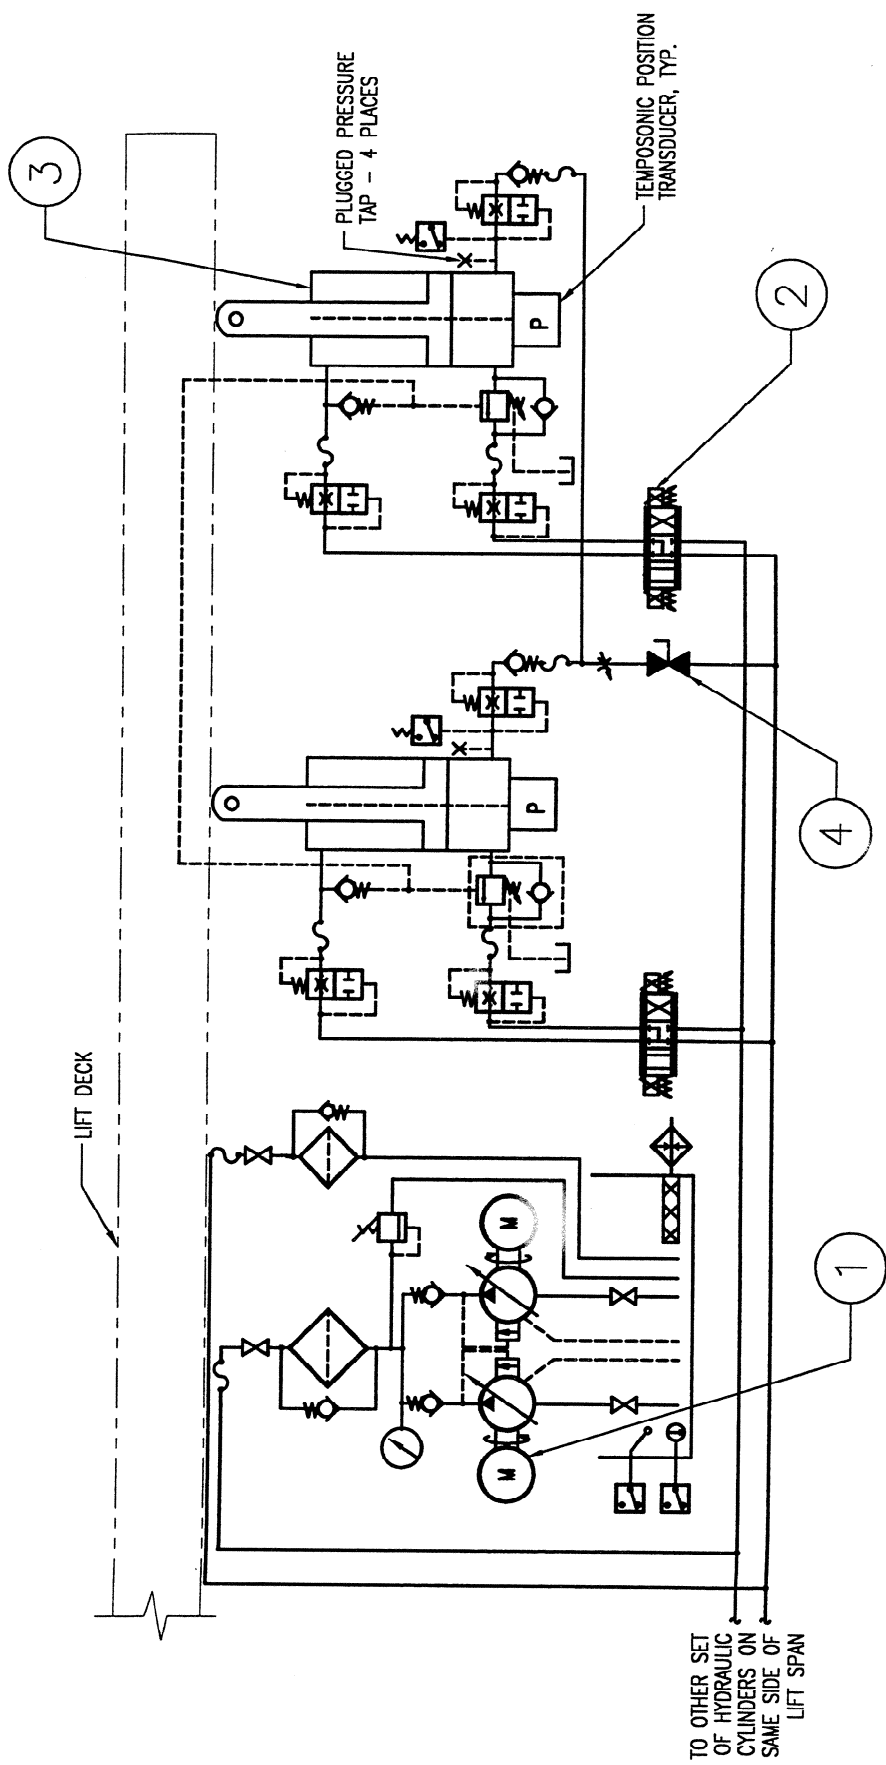 LIFT DECK
3
PLUGGED PRESSURE
TAP - 4 PLACES
TEMPOSONIC POSITION
TRANSDUCER, TYP.
P
P
2
4
M
M
1
TO OTHER SET
OF HYDRAULIC
CYLINDERS ON
SAME SIDE OF
LIFT SPAN